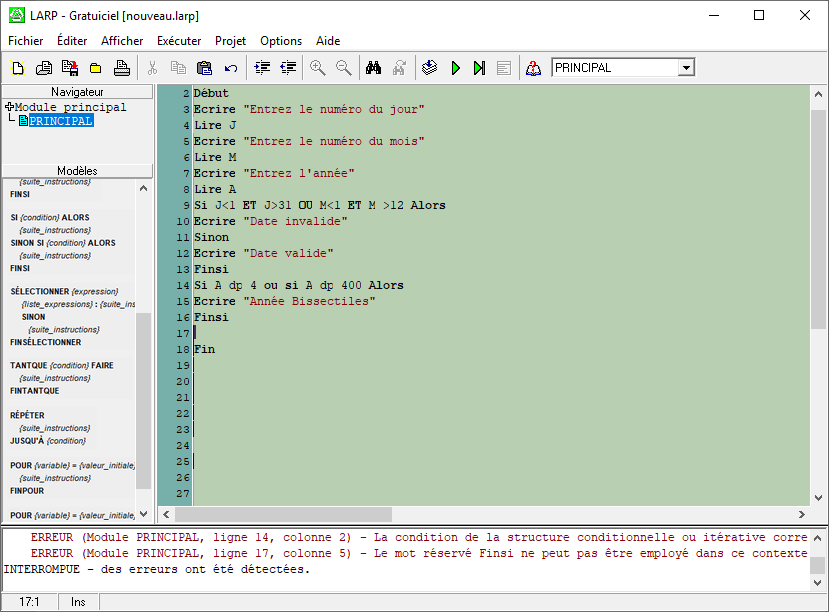 LARP - Gratuiciel [nouveau.larp]
Fichier Éditer Afficher Exécuter Projet Options Aide
PRINCIPAL
Navigateur
Module principal
PRINCIPAL
Modèles
{suite_instructions}
FINSI
SI {condition} ALORS
{suite_instructions}
SINON SI {condition} ALORS
{suite_instructions}
FINSI
SÉLECTIONNER {expression}
{liste_expressions} : {suite_ins
SINON
{suite_instructions}
FINSÉLECTIONNER
TANTQUE {condition} FAIRE
{suite_instructions}
FINTANTQUE
RÉPÉTER
{suite_instructions}
JUSQU'À {condition}
POUR {variable} = {valeur_initiale}
{suite_instructions}
FINPOUR
POUR {variable} = {valeur_initiale}
2 Début
3 Ecrire "Entrez le numéro du jour"
4 Lire J
5 Ecrire "Entrez le numéro du mois"
6 Lire M
7 Ecrire "Entrez l'année"
8 Lire A
9 Si J<1 ET J>31 OU M<1 ET M >12 Alors
10 Ecrire "Date invalide"
11 Sinon
12 Ecrire "Date valide"
13 Finsi
14 Si A dp 4 ou si A dp 400 Alors
15 Ecrire "Année Bissectiles"
16 Finsi
17
18 Fin
19
20
21
22
23
24
25
26
27
ERREUR (Module PRINCIPAL, ligne 14, colonne 2) - La condition de la structure conditionnelle ou itérative corre
ERREUR (Module PRINCIPAL, ligne 17, colonne 5) - Le mot réservé Finsi ne peut pas être employé dans ce contexte
INTERROMPUE - des erreurs ont été détectées.
17:1 Ins